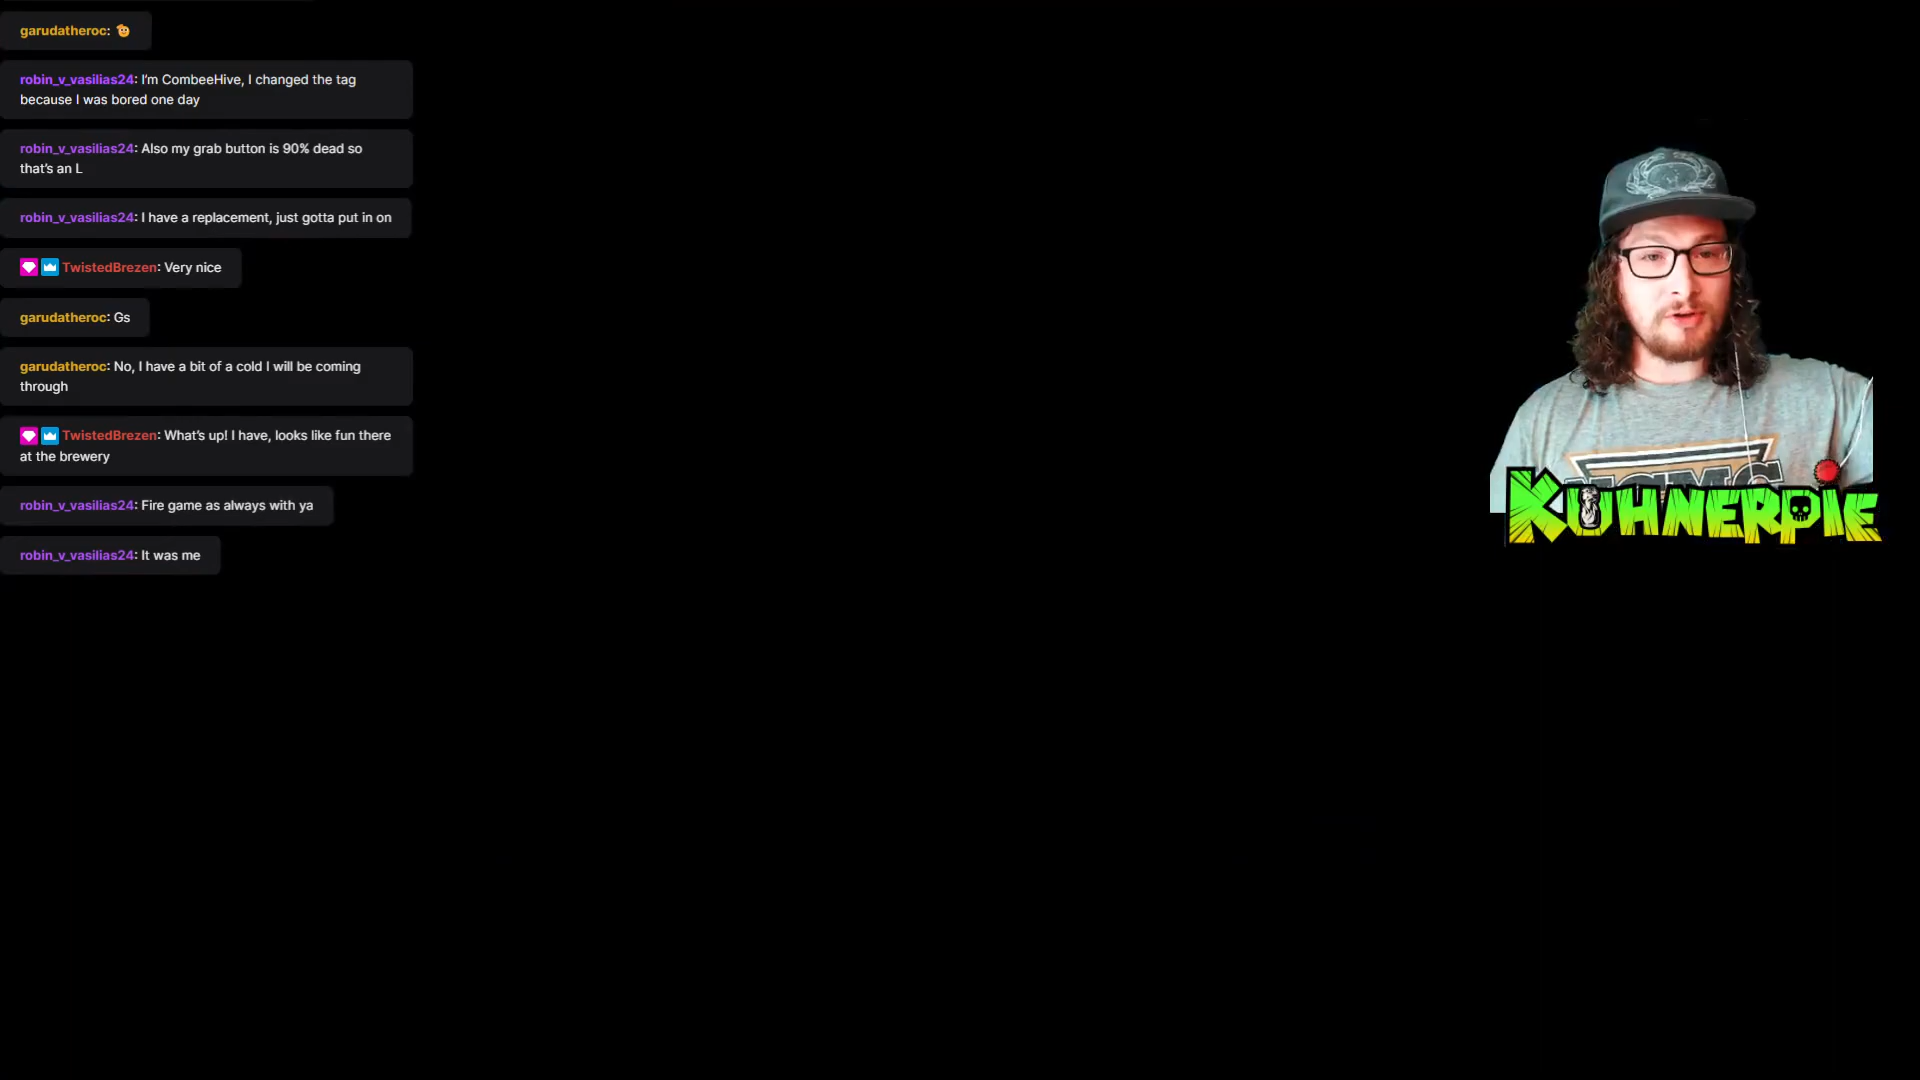 garudatheroc:
robin_v_vasilias24: I'm CombeeHive, I changed the tag
because I was bored one day
robin_v_vasilias24: Also my grab button is 90% dead so
that's an L
robin_v_vasilias24: I have a replacement, just gotta put in on
TwistedBrezen: Very nice
garudatheroc: Gs
garudatheroc: No, I have a bit of a cold I will be coming
through
TwistedBrezen: What's up! I have, looks like fun there
at the brewery
robin_v_vasilias24: Fire game as always with ya
robin_v_vasilias24: It was me
KUHNERPIE